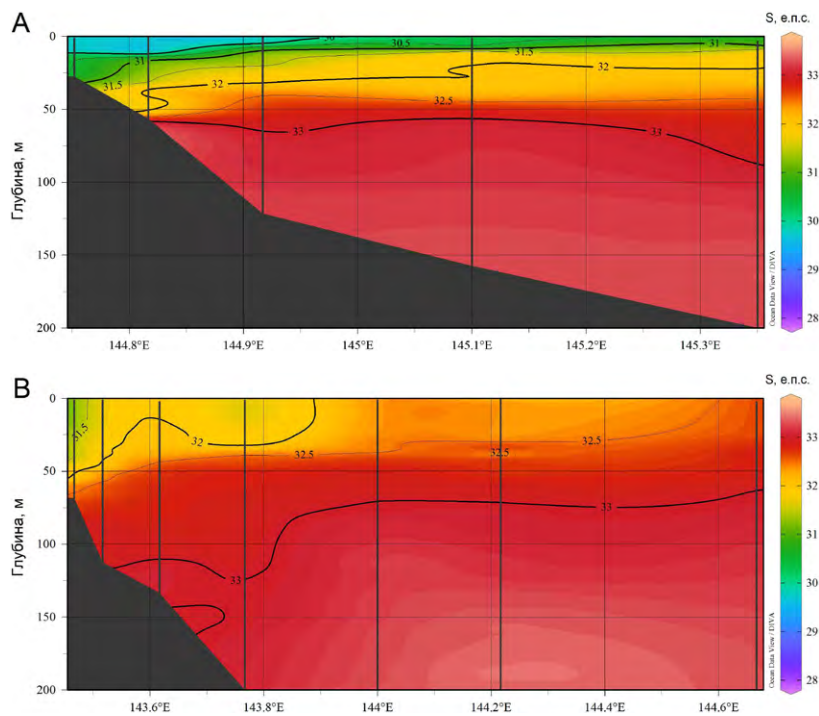 A
S, е.п.с.
0
50
100
150
200
Глубина, м
30
30.5
31
31
31.5
31.5
32
32
32.5
33
33
33
32
31
30
29
28
Ocean Data View / DIVA
144.8°E
144.9°E
145°E
145.1°E
145.2°E
145.3°E
B
S, е.п.с.
0
50
100
150
200
Глубина, м
31.5
32
32.5
32.5
32.5
33
33
33
33
32
31
30
29
28
Ocean Data View / DIVA
143.6°E
143.8°E
144°E
144.2°E
144.4°E
144.6°E